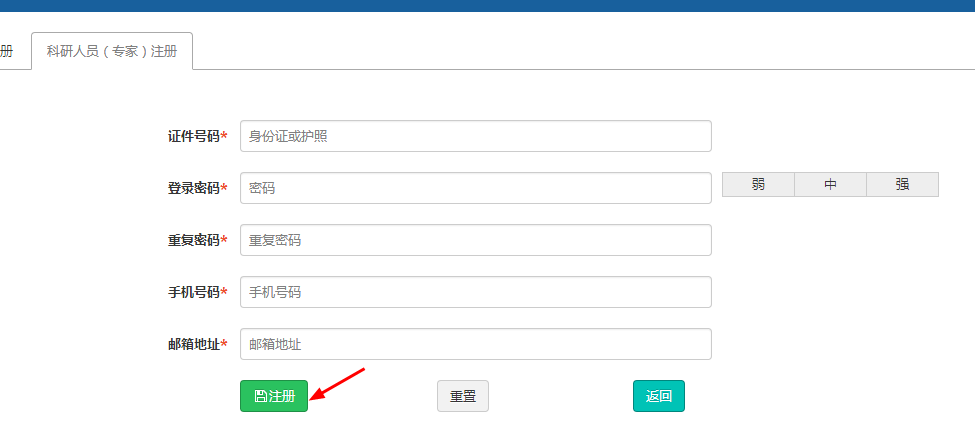 册 科研人员（专家）注册
证件号码* 身份证或护照
登录密码* 密码 弱 中 强
重复密码* 重复密码
手机号码* 手机号码
邮箱地址* 邮箱地址
注册 重置 返回